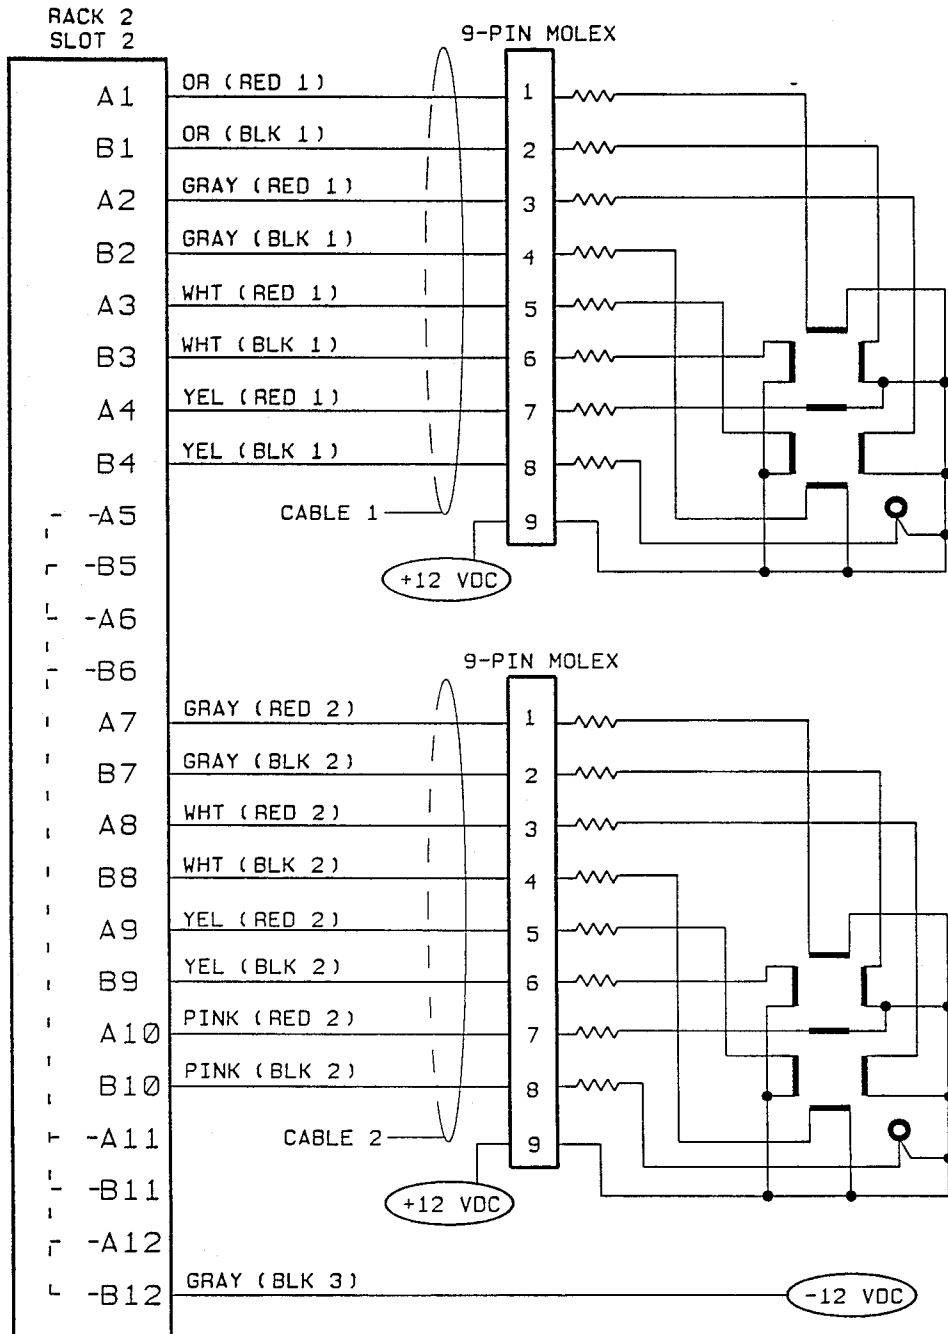 RACK 2
SLOT 2
9-PIN MOLEX
A1 OR (RED 1) 1
B1 OR (BLK 1) 2
A2 GRAY (RED 1) 3
B2 GRAY (BLK 1) 4
A3 WHT (RED 1) 5
B3 WHT (BLK 1) 6
A4 YEL (RED 1) 7
B4 YEL (BLK 1) 8
-A5 CABLE 1 9
-B5 +12 VDC
-A6
-B6 9-PIN MOLEX
A7 GRAY (RED 2) 1
B7 GRAY (BLK 2) 2
A8 WHT (RED 2) 3
B8 WHT (BLK 2) 4
A9 YEL (RED 2) 5
B9 YEL (BLK 2) 6
A10 PINK (RED 2) 7
B10 PINK (BLK 2) 8
-A11 CABLE 2 9
-B11 +12 VDC
-A12
-B12 GRAY (BLK 3) -12 VDC